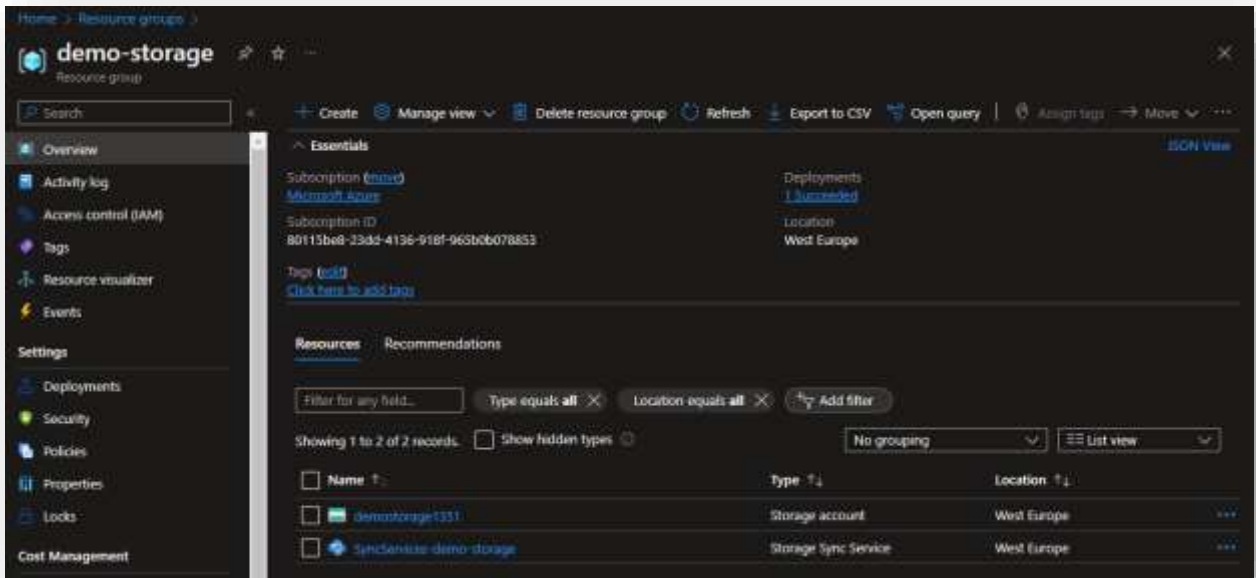 Home > Resource groups >
demo-storage
Resource group
Search
Create Manage view Delete resource group Refresh Export to CSV Open query Assign tags Move
Overview
Activity log
Access control (IAM)
Tags
Resource visualizer
Events
Settings
Deployments
Security
Policies
Properties
Locks
Cost Management
Essentials
JSON View
Subscription (move)
Microsoft Azure
Deployments
1 Succeeded
Subscription ID
80115be8-23dd-4136-918f-965b0b078853
Location
West Europe
Tags (edit)
Click here to add tags
Resources Recommendations
Filter for any field... Type equals all Location equals all Add filter
Showing 1 to 2 of 2 records. Show hidden types No grouping List view
Name Type Location
demostorage1331 Storage account West Europe
SyncServices-demo-storage Storage Sync Service West Europe